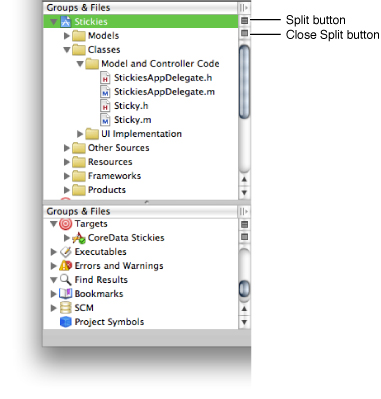 Groups & Files
Stickies
Split button
Models
Close Split button
Classes
Model and Controller Code
StickiesAppDelegate.h
StickiesAppDelegate.m
Sticky.h
Sticky.m
UI Implementation
Other Sources
Resources
Frameworks
Products
Groups & Files
Targets
CoreData Stickies
Executables
Errors and Warnings
Find Results
Bookmarks
SCM
Project Symbols